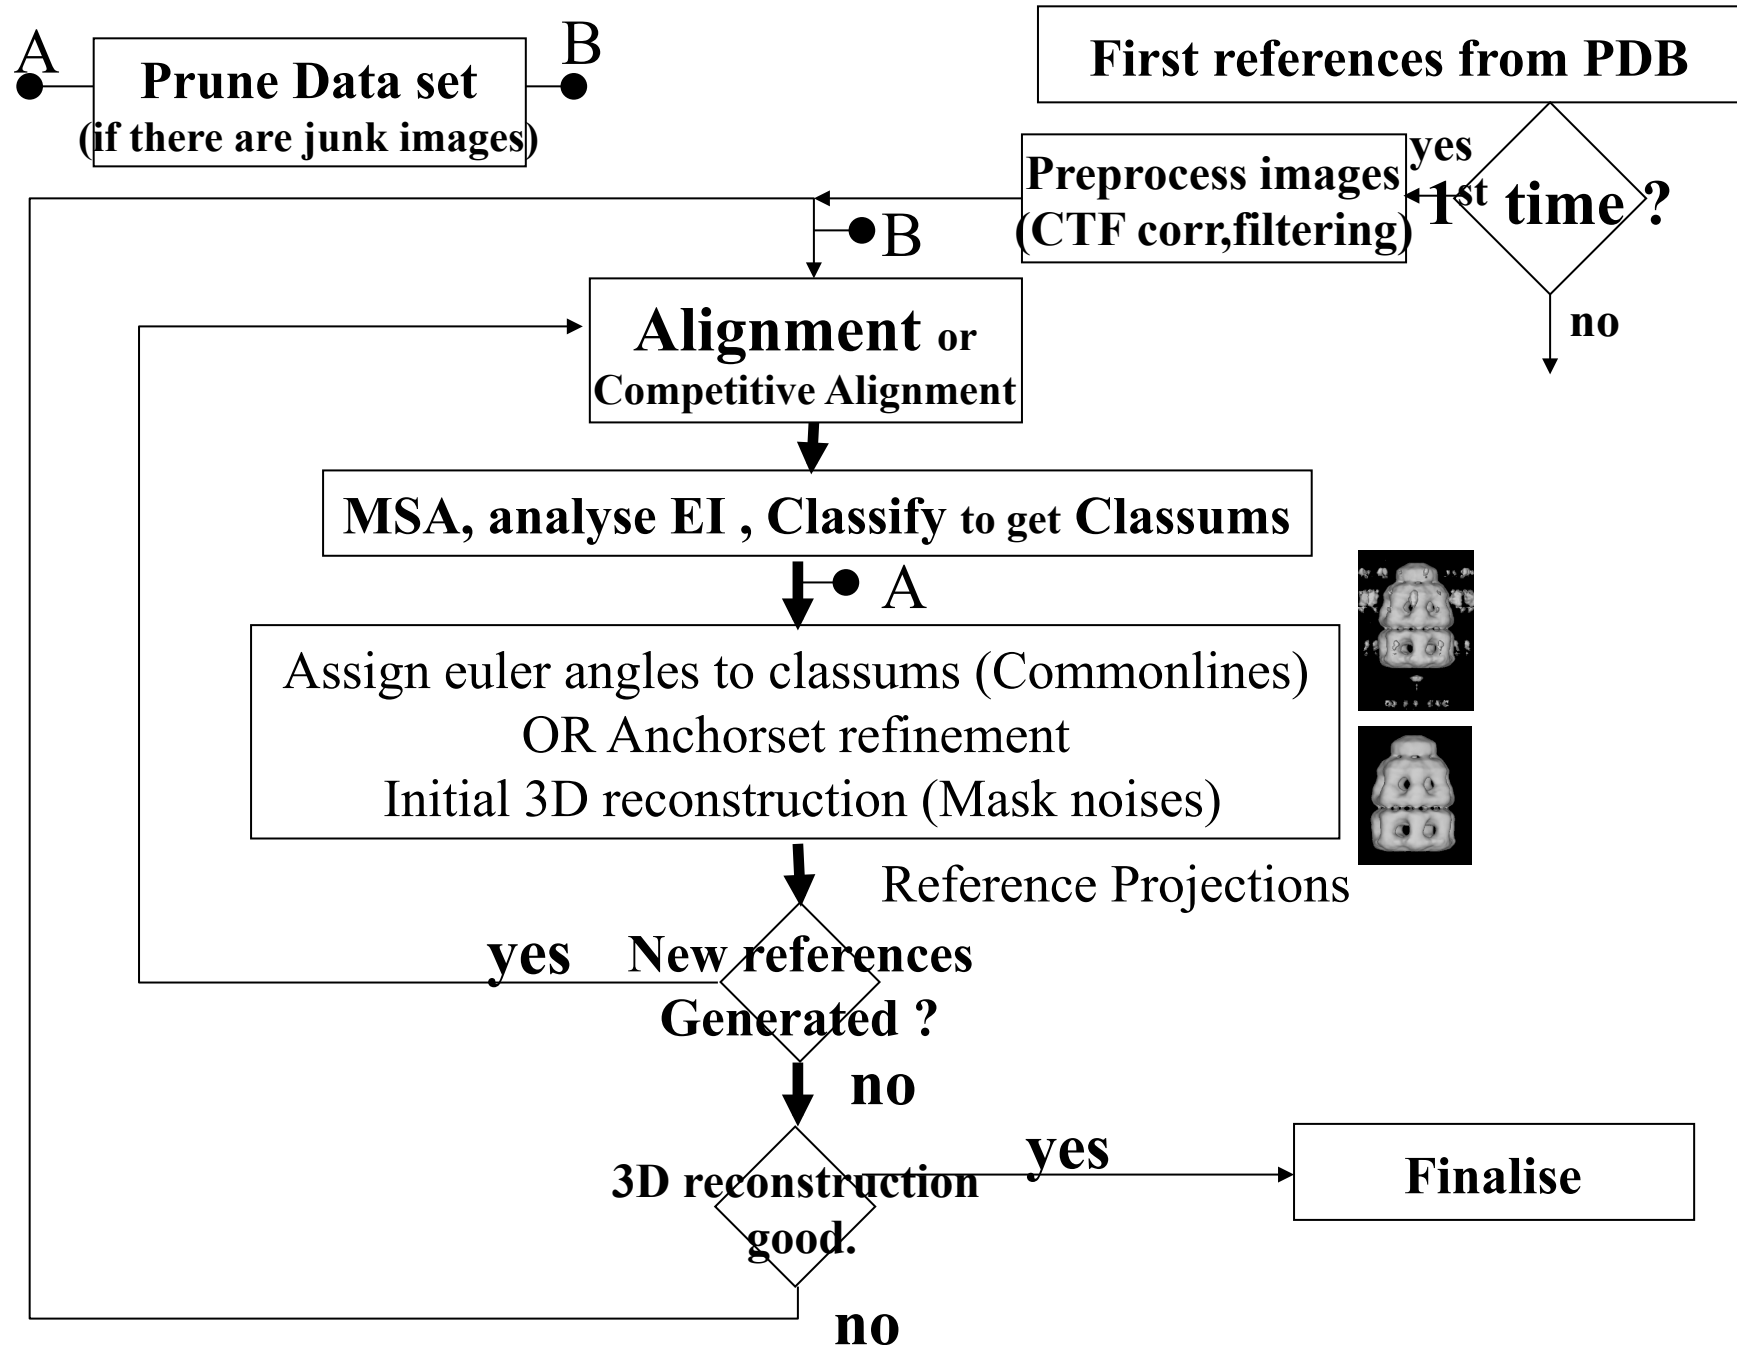 A
B
Prune Data set
(if there are junk images)
First references from PDB
yes
1st time ?
no
Preprocess images
(CTF corr,filtering)
B
Alignment or
Competitive Alignment
MSA, analyse EI , Classify to get Classums
A
Assign euler angles to classums (Commonlines)
OR Anchorset refinement
Initial 3D reconstruction (Mask noises)
Reference Projections
yes
New references
Generated ?
no
3D reconstruction
good.
yes
Finalise
no